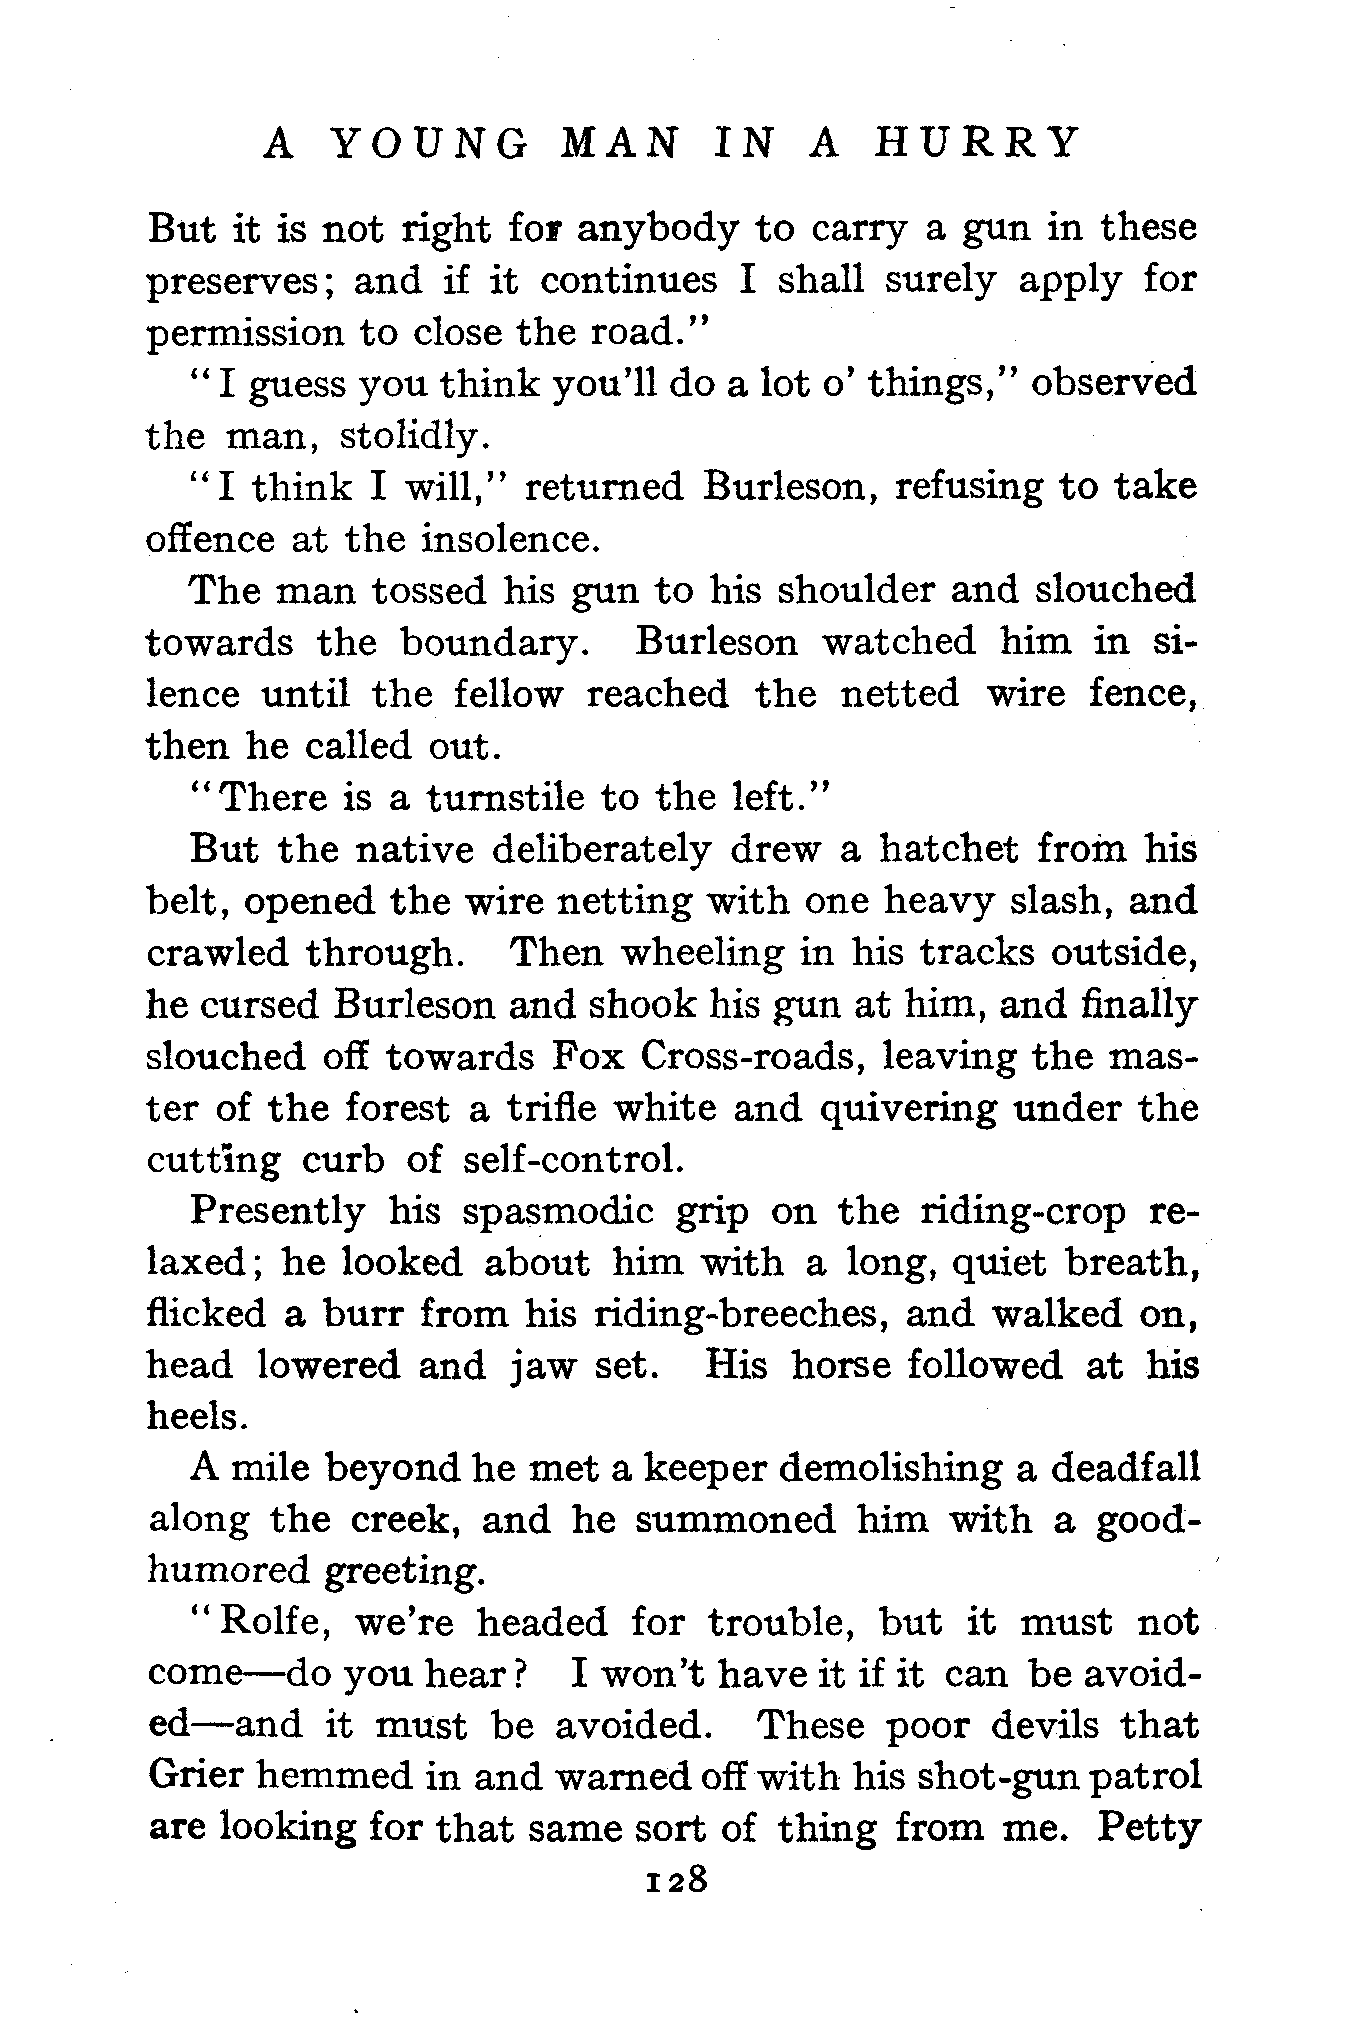 A YOUNG MAN IN A HURRY
But it is not right for anybody to carry a gun in these
preserves; and if it continues I shall surely apply for
permission to close the road."
"I guess you think you'll do a lot o' things," observed
the man, stolidly.
"I think I will," returned Burleson, refusing to take
offence at the insolence.
The man tossed his gun to his shoulder and slouched
towards the boundary. Burleson watched him in si-
lence until the fellow reached the netted wire fence,
then he called out.
"There is a turnstile to the left."
But the native deliberately drew a hatchet from his
belt, opened the wire netting with one heavy slash, and
crawled through. Then wheeling in his tracks outside,
he cursed Burleson and shook his gun at him, and finally
slouched off towards Fox Cross-roads, leaving the mas-
ter of the forest a trifle white and quivering under the
cutting curb of self-control.
Presently his spasmodic grip on the riding-crop re-
laxed; he looked about him with a long, quiet breath,
flicked a burr from his riding-breeches, and walked on,
head lowered and jaw set. His horse followed at his
heels.
A mile beyond he met a keeper demolishing a deadfall
along the creek, and he summoned him with a good-
humored greeting.
"Rolfe, we're headed for trouble, but it must not
come—do you hear? I won't have it if it can be avoid-
ed—and it must be avoided. These poor devils that
Grier hemmed in and warned off with his shot-gun patrol
are looking for that same sort of thing from me. Petty
128